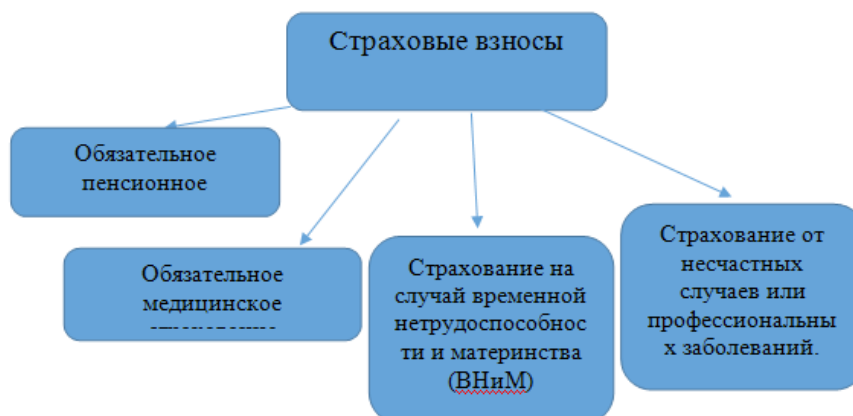 Страховые взносы
Обязательное
пенсионное
Обязательное
медицинское
Страхование на
случай временной
нетрудоспособнос
ти и материнства
(ВНиМ)
Страхование от
несчастных
случаев или
профессиональны
х заболеваний.